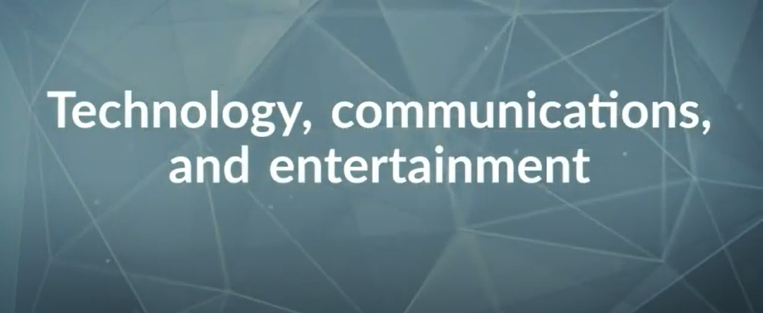 Technology, communications,
and entertainment